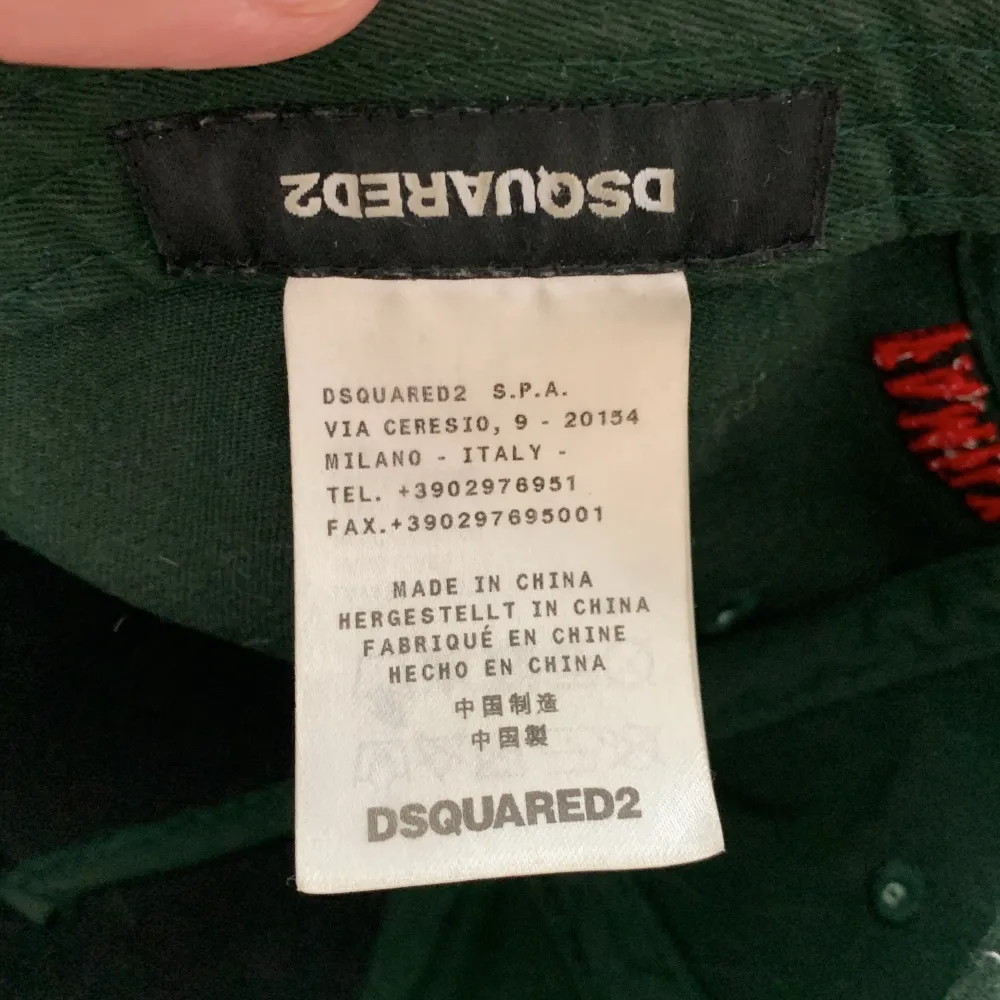 DSQUARED2
DSQUARED2 S.P.A.
VIA CERESIO, 9 - 20154
MILANO - ITALY -
TEL. +3902976951
FAX.+390297695001
MADE IN CHINA
HERGESTELLT IN CHINA
FABRIQUÉ EN CHINE
HECHO EN CHINA
中国制造
中国製
DSQUARED2